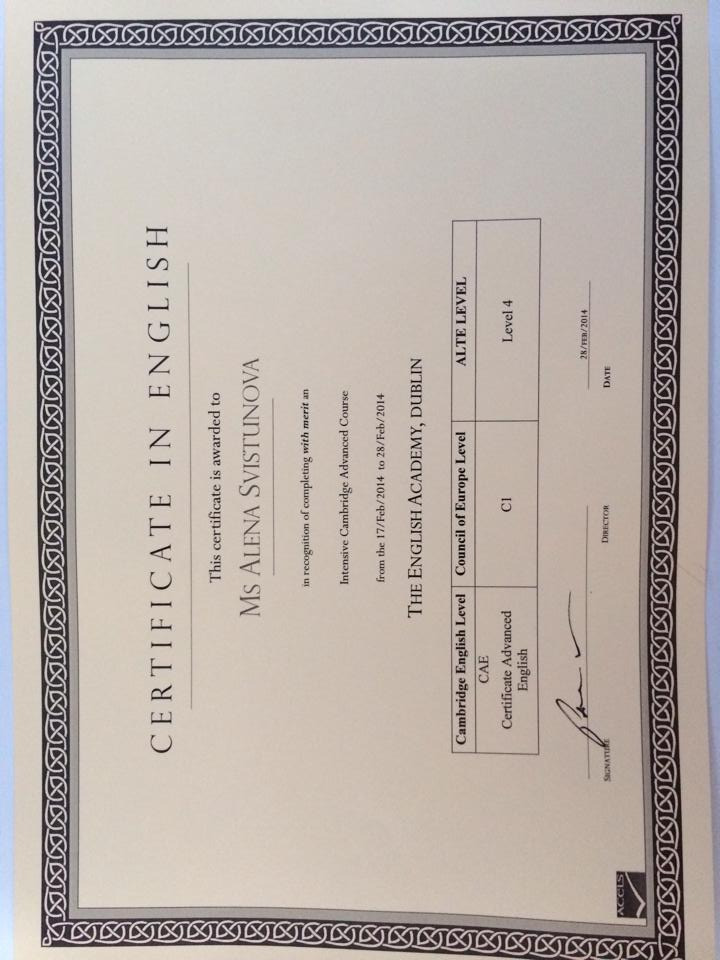 CERTIFICATE IN ENGLISH
This certificate is awarded to
MS ALENA SVISTUNOVA
in recognition of completing with merit an
Intensive Cambridge Advanced Course
from the 17/Feb/2014 to 28/Feb/2014
THE ENGLISH ACADEMY, DUBLIN
Cambridge English Level Council of Europe Level ALTE LEVEL
CAE
Certificate Advanced C1 Level 4
English
28/FEB/2014
SIGNATURE DIRECTOR DATE
ACCELS